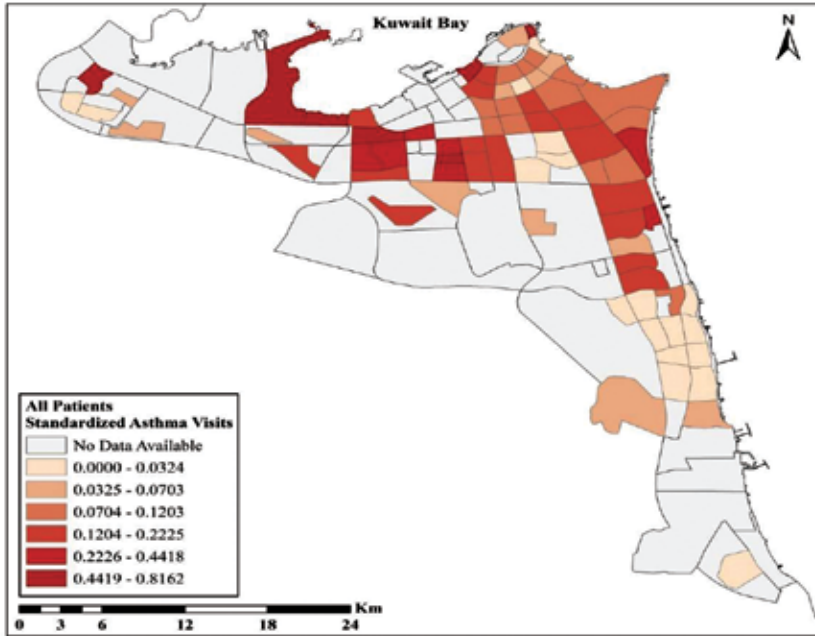 Kuwait Bay
N
All Patients
Standardized Asthma Visits
No Data Available
0.0000 - 0.0324
0.0325 - 0.0703
0.0704 - 0.1203
0.1204 - 0.2225
0.2226 - 0.4418
0.4419 - 0.8162
Km
0 3 6 12 18 24